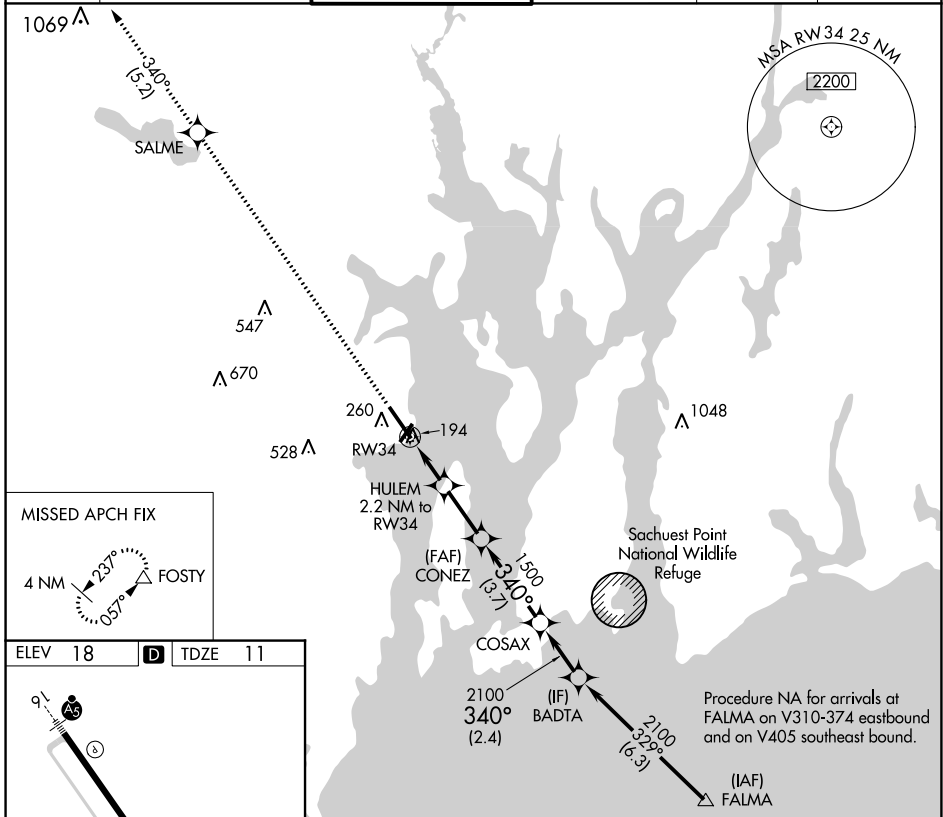 1069
340°
(5.2)
SALME
MSA RW34 25 NM
2200
547
670
260
194
528
RW34
1048
HULEM
2.2 NM to
RW34
(FAF)
CONEZ
1500
340°
(3.7)
COSAX
Sachuest Point
National Wildlife
Refuge
MISSED APCH FIX
4 NM
237°
057°
FOSTY
2100
340°
(2.4)
(IF)
BADTA
2100
329°
(6.3)
(IAF)
FALMA
Procedure NA for arrivals at
FALMA on V310-374 eastbound
and on V405 southeast bound.
ELEV 18 D TDZE 11
16
A5